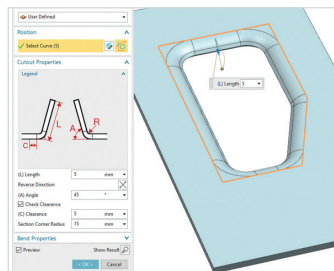 User Defined
Position
Select Curve (5)
Cutout Properties
Legend
L
A
R
C
(L) Length 5 mm
Reverse Direction
(A) Angle 45 °
Check Clearance
(C) Clearance 5 mm
Section Corner Radius 15 mm
Bend Properties
Preview Show Result
< OK > Cancel
(L) Length 5